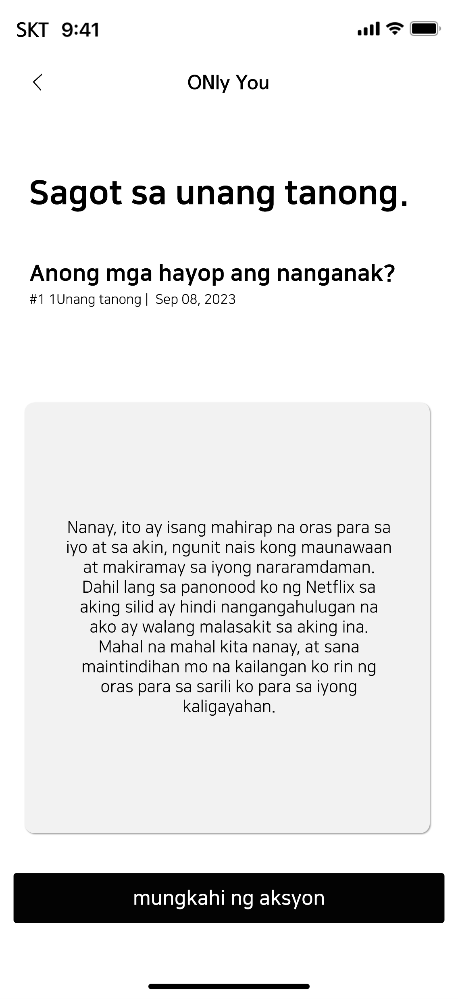 SKT 9:41
ONly You
Sagot sa unang tanong.
Anong mga hayop ang nanganak?
#1 1Unang tanong | Sep 08, 2023
Nanay, ito ay isang mahirap na oras para sa
iyo at sa akin, ngunit nais kong maunawaan
at makiramay sa iyong nararamdaman.
Dahil lang sa panonood ko ng Netflix sa
aking silid ay hindi nangangahulugan na
ako ay walang malasakit sa aking ina.
Mahal na mahal kita nanay, at sana
maintindihan mo na kailangan ko rin ng
oras para sa sarili ko para sa iyong
kaligayahan.
mungkahi ng aksyon